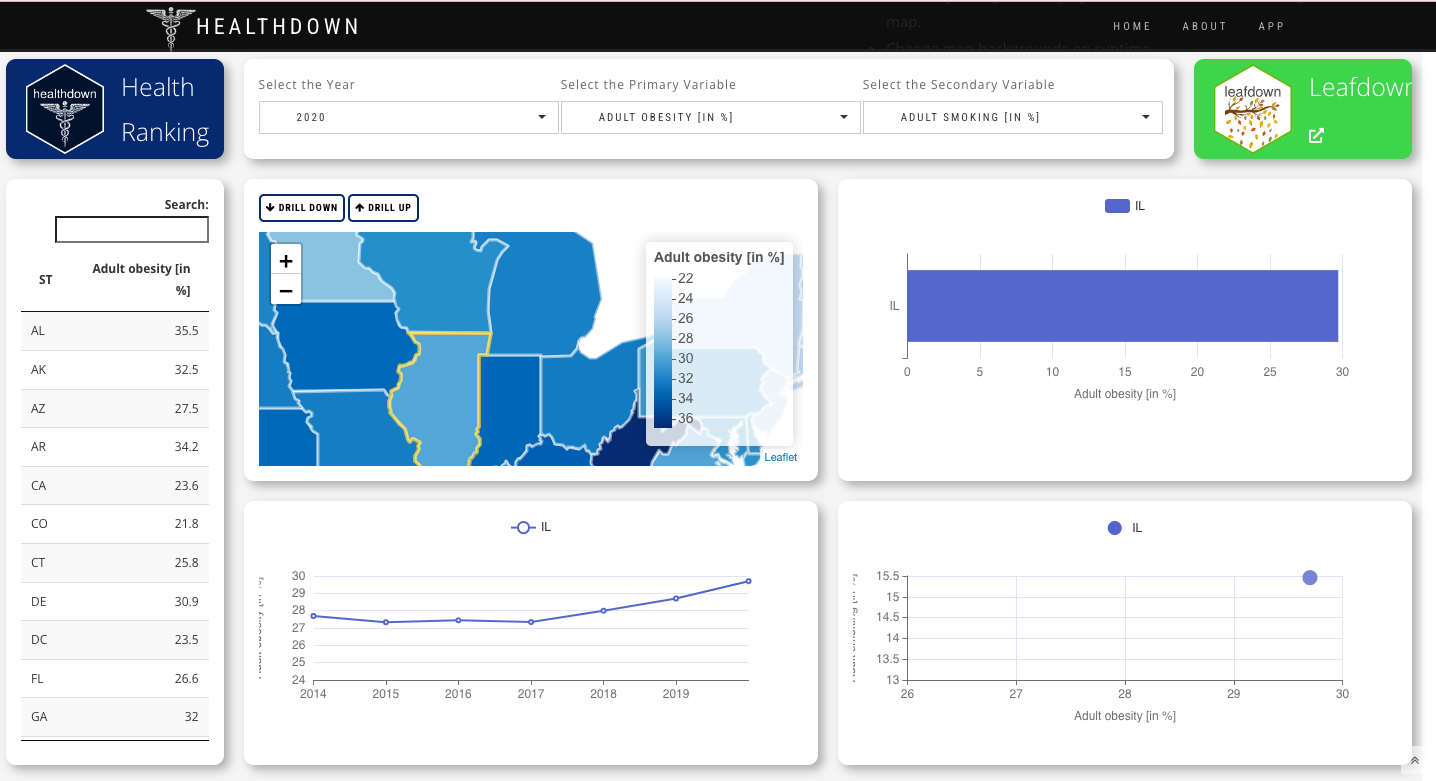 HEALTHDOWN
HOME ABOUT APP
map.
Change map backgrounds on runtime
healthdown
Health
Ranking
Select the Year
2020
Select the Primary Variable
ADULT OBESITY [IN %]
Select the Secondary Variable
ADULT SMOKING [IN %]
leafdown
Leafdown
Search:
ST Adult obesity [in
%]
AL 35.5
AK 32.5
AZ 27.5
AR 34.2
CA 23.6
CO 21.8
CT 25.8
DE 30.9
DC 23.5
FL 26.6
GA 32
DRILL DOWN DRILL UP
+
−
Adult obesity [in %]
22
24
26
28
30
32
34
36
Leaflet
IL
IL
0 5 10 15 20 25 30
Adult obesity [in %]
IL
30
29
28
27
26
25
24
2014 2015 2016 2017 2018 2019
IL
15.5
15
14.5
14
13.5
13
26 27 28 29 30
Adult obesity [in %]